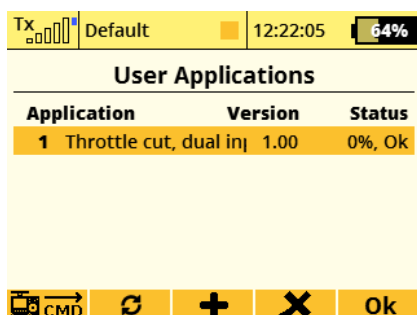 Tx Default 12:22:05 64%
User Applications
Application Version Status
1 Throttle cut, dual inp 1.00 0%, Ok
CMD Ok